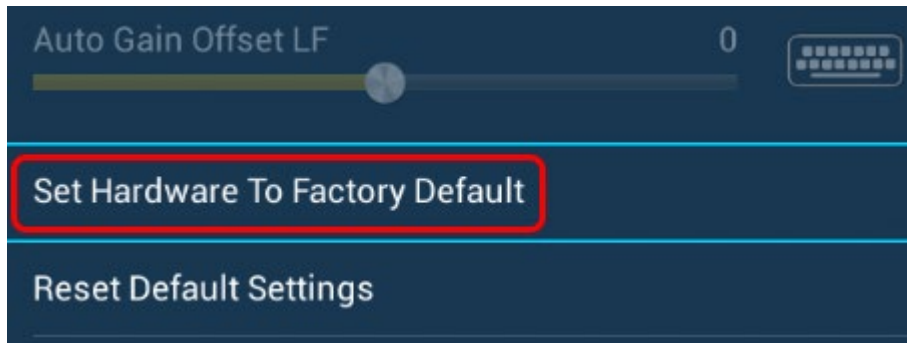 Auto Gain Offset LF 0
Set Hardware To Factory Default
Reset Default Settings